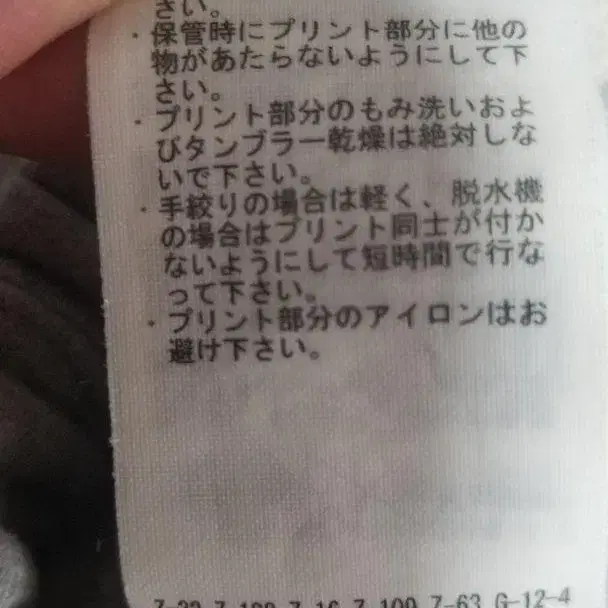 さい。
・保管時にプリント部分に他の
物があたらないようにして下
さい。
・プリント部分のもみ洗いおよ
びタンブラー乾燥は絶対しな
いで下さい。
・手絞りの場合は軽く、脱水機
の場合はプリント同士が付か
ないようにして短時間で行な
って下さい。
・プリント部分のアイロンはお
避け下さい。
7-63 G-12-4